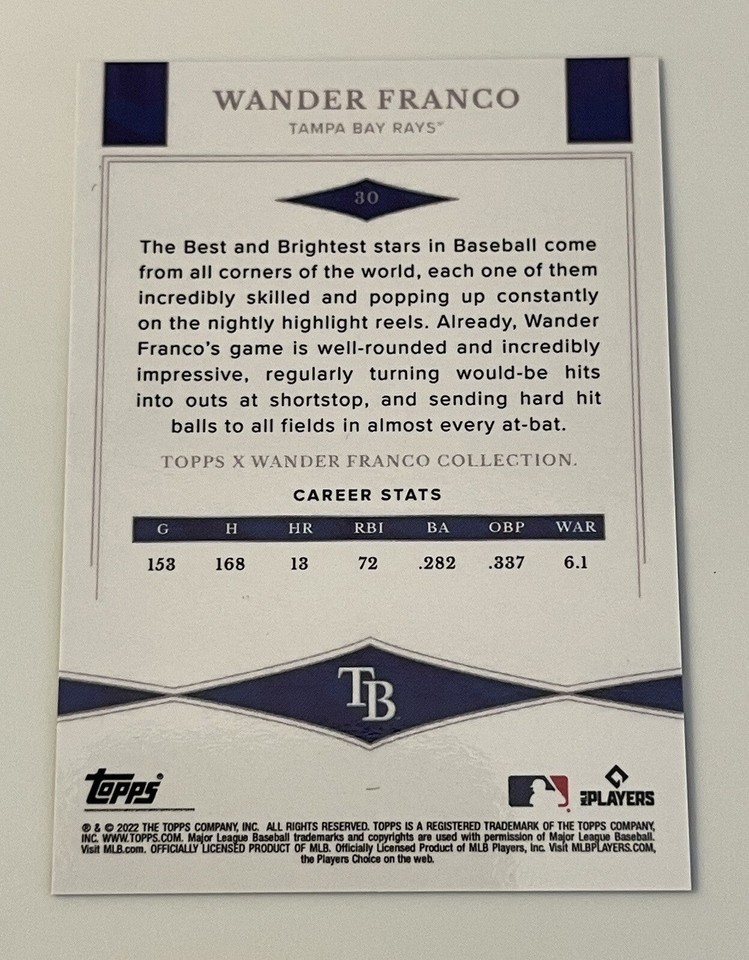 WANDER FRANCO
TAMPA BAY RAYS™
30
The Best and Brightest stars in Baseball come
from all corners of the world, each one of them
incredibly skilled and popping up constantly
on the nightly highlight reels. Already, Wander
Franco's game is well-rounded and incredibly
impressive, regularly turning would-be hits
into outs at shortstop, and sending hard hit
balls to all fields in almost every at-bat.
TOPPS X WANDER FRANCO COLLECTION.
CAREER STATS
G H HR RBI BA OBP WAR
153 168 13 72 .282 .337 6.1
TB
topps®
MLB PLAYERS
® & © 2022 THE TOPPS COMPANY, INC. ALL RIGHTS RESERVED. TOPPS IS A REGISTERED TRADEMARK OF THE TOPPS COMPANY,
INC. WWW.TOPPS.COM. Major League Baseball trademarks and copyrights are used with permission of Major League Baseball.
Visit MLB.com. OFFICIALLY LICENSED PRODUCT OF MLB. Officially Licensed Product of MLB Players, Inc. Visit MLBPLAYERS.COM,
the Players Choice on the web.